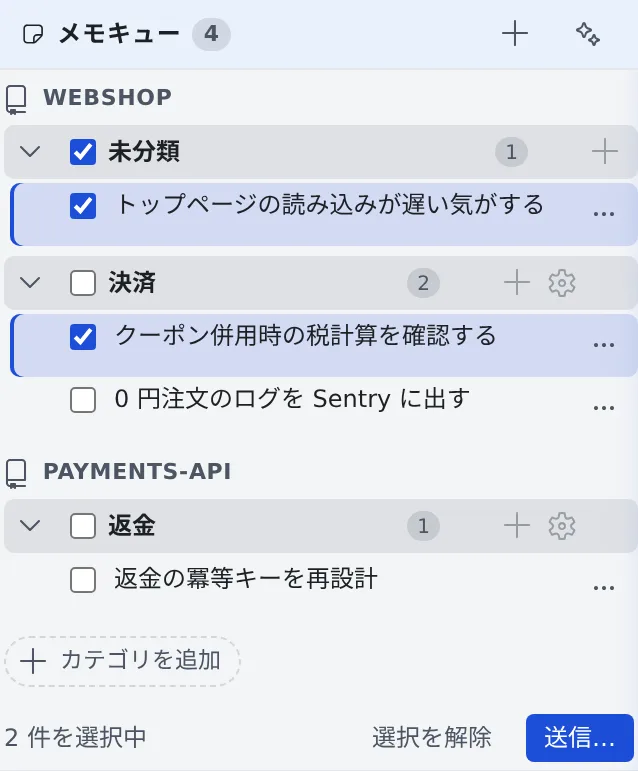 メモキュー 4
WEBSHOP
未分類 1
トップページの読み込みが遅い気がする ...
決済 2
クーポン併用時の税計算を確認する ...
0 円注文のログを Sentry に出す ...
PAYMENTS-API
返金 1
返金の冪等キーを再設計 ...
カテゴリを追加
2 件を選択中 選択を解除 送信...